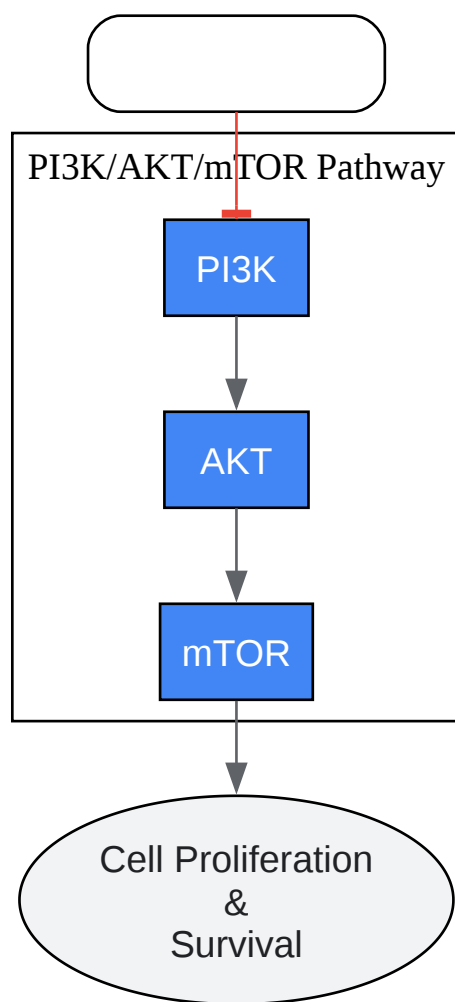 PI3K/AKT/mTOR Pathway
PI3K
AKT
mTOR
Cell Proliferation
&
Survival